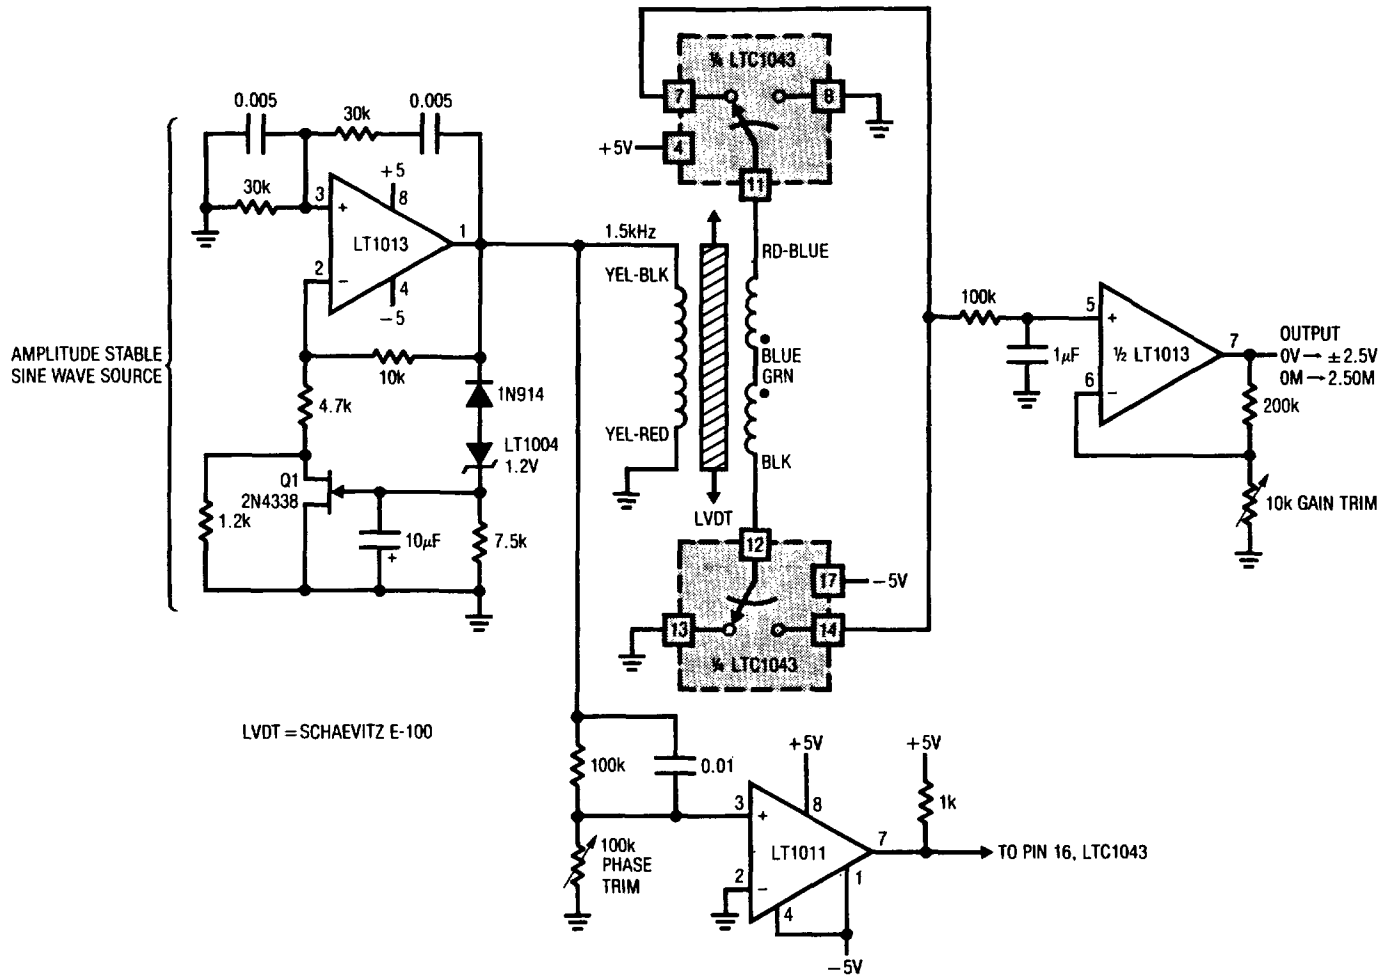 ¼ LTC1043
7
8
+5V
4
11
0.005
30k
0.005
30k
3
+
+5
8
LT1013
1
2
−
4
−5
AMPLITUDE STABLE
SINE WAVE SOURCE
10k
4.7k
1N914
LT1004
1.2V
Q1
2N4338
1.2k
10µF
+
7.5k
1.5kHz
YEL-BLK
YEL-RED
RD-BLUE
BLUE
GRN
BLK
LVDT
100k
1µF
5
+
½ LT1013
7
6
−
OUTPUT
0V → ±2.5V
0M → 2.50M
200k
10k GAIN TRIM
12
17
−5V
13
14
¼ LTC1043
LVDT = SCHAEVITZ E-100
100k
0.01
100k
PHASE
TRIM
+5V
8
3
+
LT1011
7
2
−
4
1
−5V
+5V
1k
TO PIN 16, LTC1043